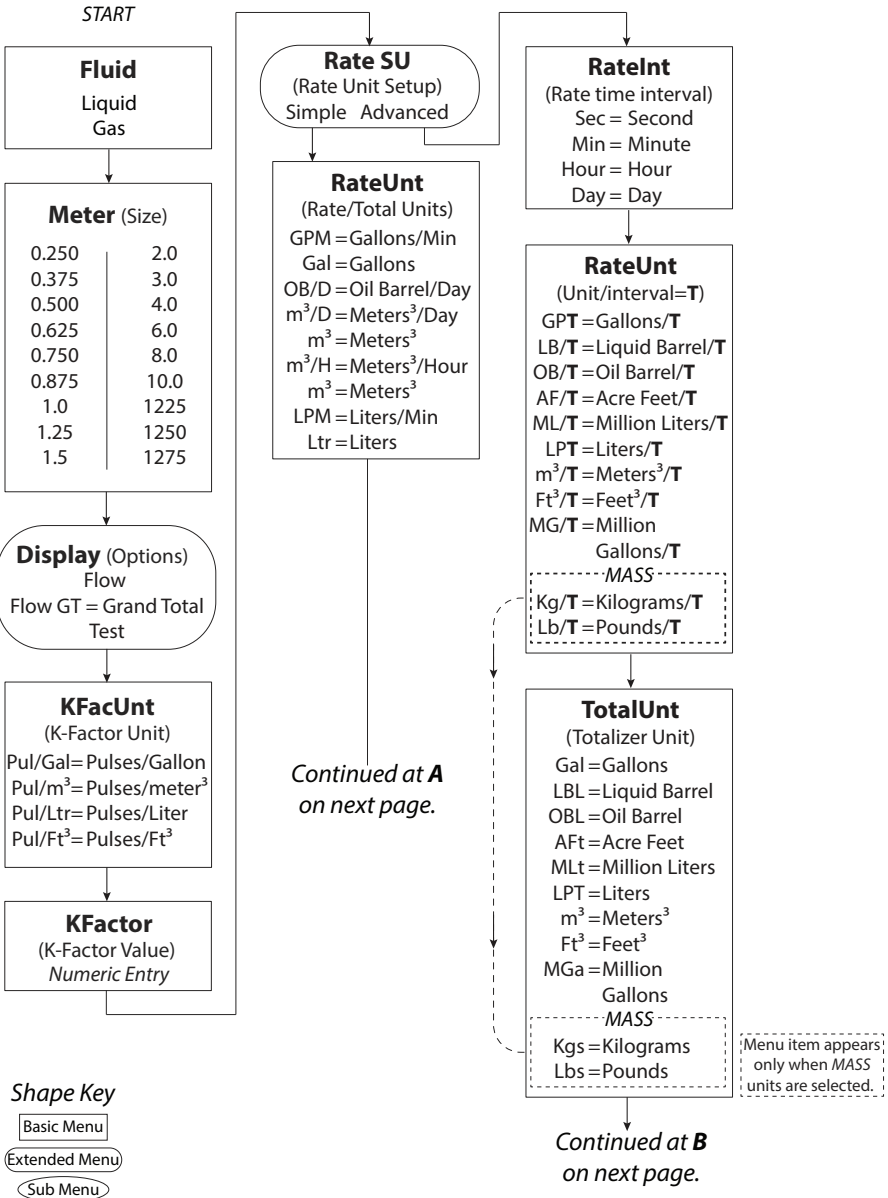 START
Fluid
Liquid
Gas
Meter (Size)
0.250 2.0
0.375 3.0
0.500 4.0
0.625 6.0
0.750 8.0
0.875 10.0
1.0 1225
1.25 1250
1.5 1275
Display (Options)
Flow
Flow GT = Grand Total
Test
KFacUnt
(K-Factor Unit)
Pul/Gal= Pulses/Gallon
Pul/m³= Pulses/meter³
Pul/Ltr= Pulses/Liter
Pul/Ft³= Pulses/Ft³
KFactor
(K-Factor Value)
Numeric Entry
Shape Key
Basic Menu
Extended Menu
Sub Menu
Rate SU
(Rate Unit Setup)
Simple Advanced
RateUnt
(Rate/Total Units)
GPM =Gallons/Min
Gal =Gallons
OB/D =Oil Barrel/Day
m³/D =Meters³/Day
m³ =Meters³
m³/H =Meters³/Hour
m³ =Meters³
LPM =Liters/Min
Ltr =Liters
Continued at A
on next page.
RateInt
(Rate time interval)
Sec = Second
Min = Minute
Hour = Hour
Day = Day
RateUnt
(Unit/interval=T)
GPT =Gallons/T
LB/T =Liquid Barrel/T
OB/T =Oil Barrel/T
AF/T =Acre Feet/T
ML/T =Million Liters/T
LPT =Liters/T
m³/T =Meters³/T
Ft³/T =Feet³/T
MG/T =Million
Gallons/T
MASS
Kg/T =Kilograms/T
Lb/T =Pounds/T
TotalUnt
(Totalizer Unit)
Gal =Gallons
LBL =Liquid Barrel
OBL =Oil Barrel
AFt =Acre Feet
MLt =Million Liters
LPT =Liters
m³ =Meters³
Ft³ =Feet³
MGa =Million
Gallons
MASS
Kgs =Kilograms
Lbs =Pounds
Menu item appears
only when MASS
units are selected.
Continued at B
on next page.